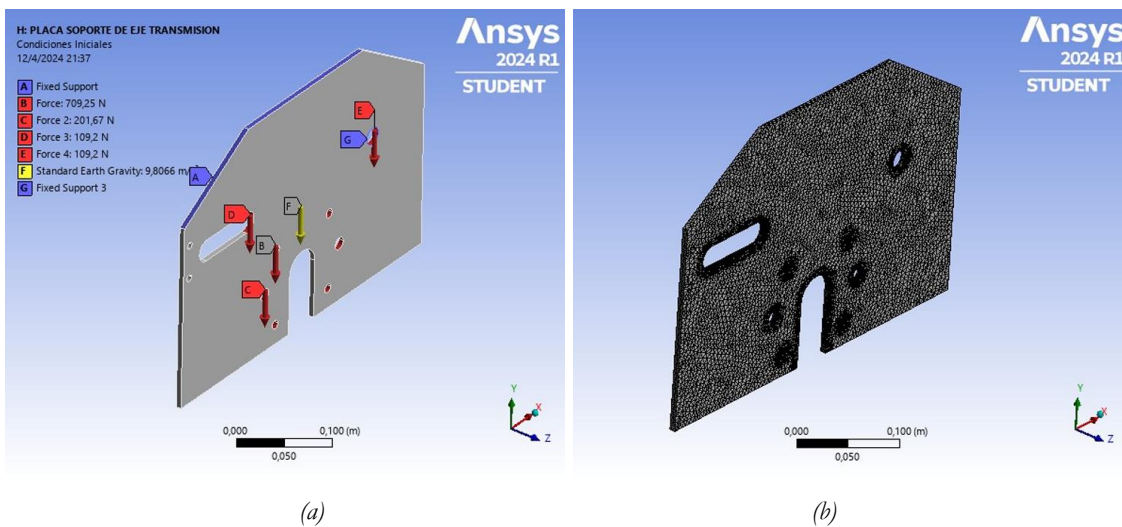 H: PLACA SOPORTE DE EJE TRANSMISION
Condiciones Iniciales
12/4/2024 21:37
A Fixed Support
B Force: 709,25 N
C Force 2: 201,67 N
D Force 3: 109,2 N
E Force 4: 109,2 N
F Standard Earth Gravity: 9,8066 m/
G Fixed Support 3
Ansys
2024 R1
STUDENT
E
G
A
D
F
B
C
Y
X
Z
0,000 0,100 (m)
0,050
(a)
Ansys
2024 R1
STUDENT
Y
X
Z
0,000 0,100 (m)
0,050
(b)